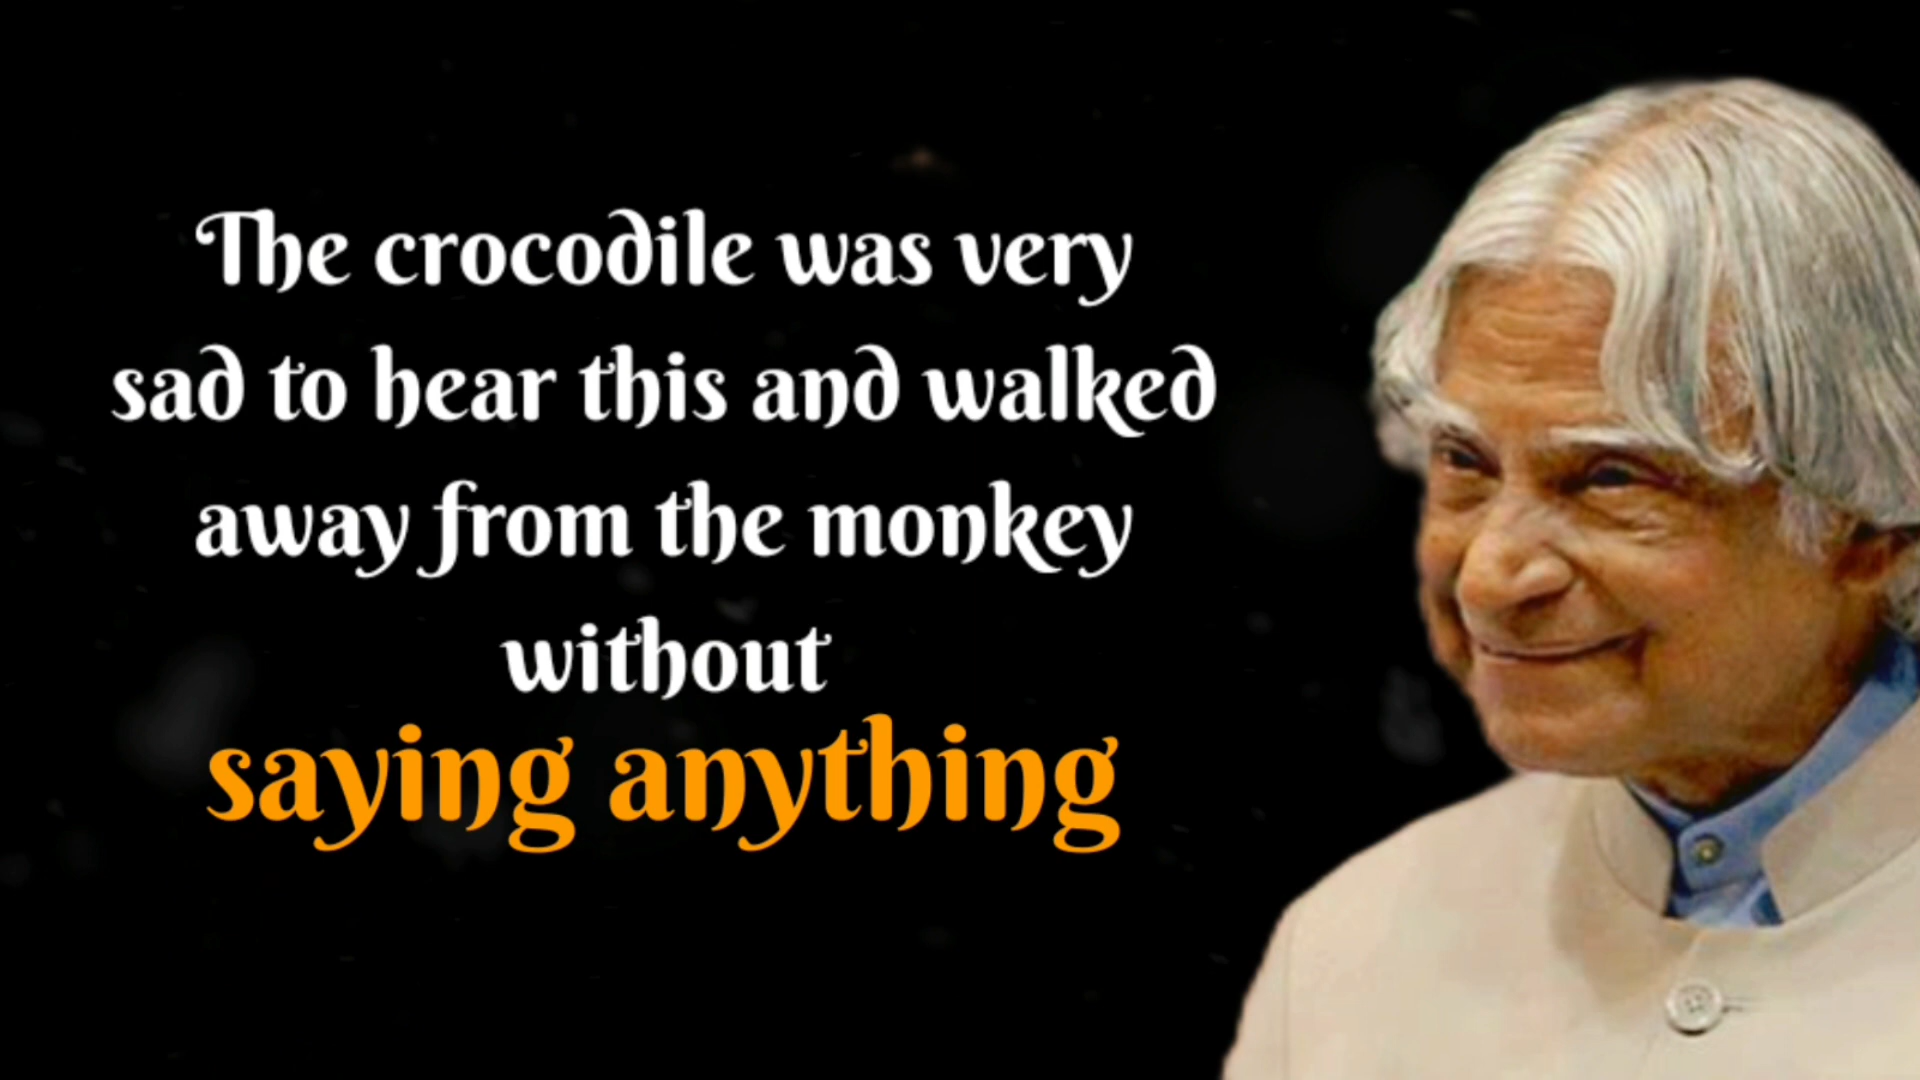 The crocodile was very
sad to hear this and walked
away from the monkey
without
saying anything